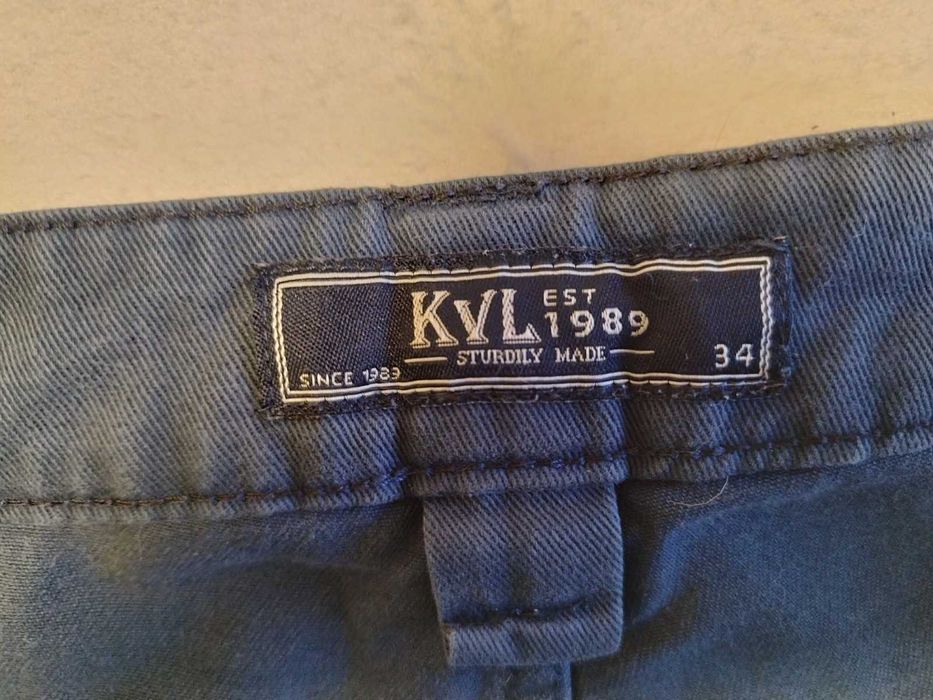 KVL EST 1989
STURDILY MADE
SINCE 1989
34